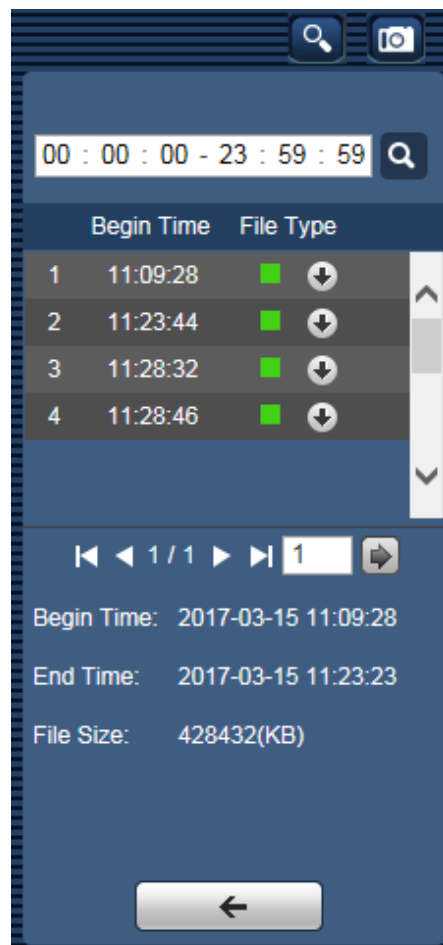 00 : 00 : 00 - 23 : 59 : 59
Begin Time File Type
1 11:09:28
2 11:23:44
3 11:28:32
4 11:28:46
1 / 1 1
Begin Time: 2017-03-15 11:09:28
End Time: 2017-03-15 11:23:23
File Size: 428432(KB)